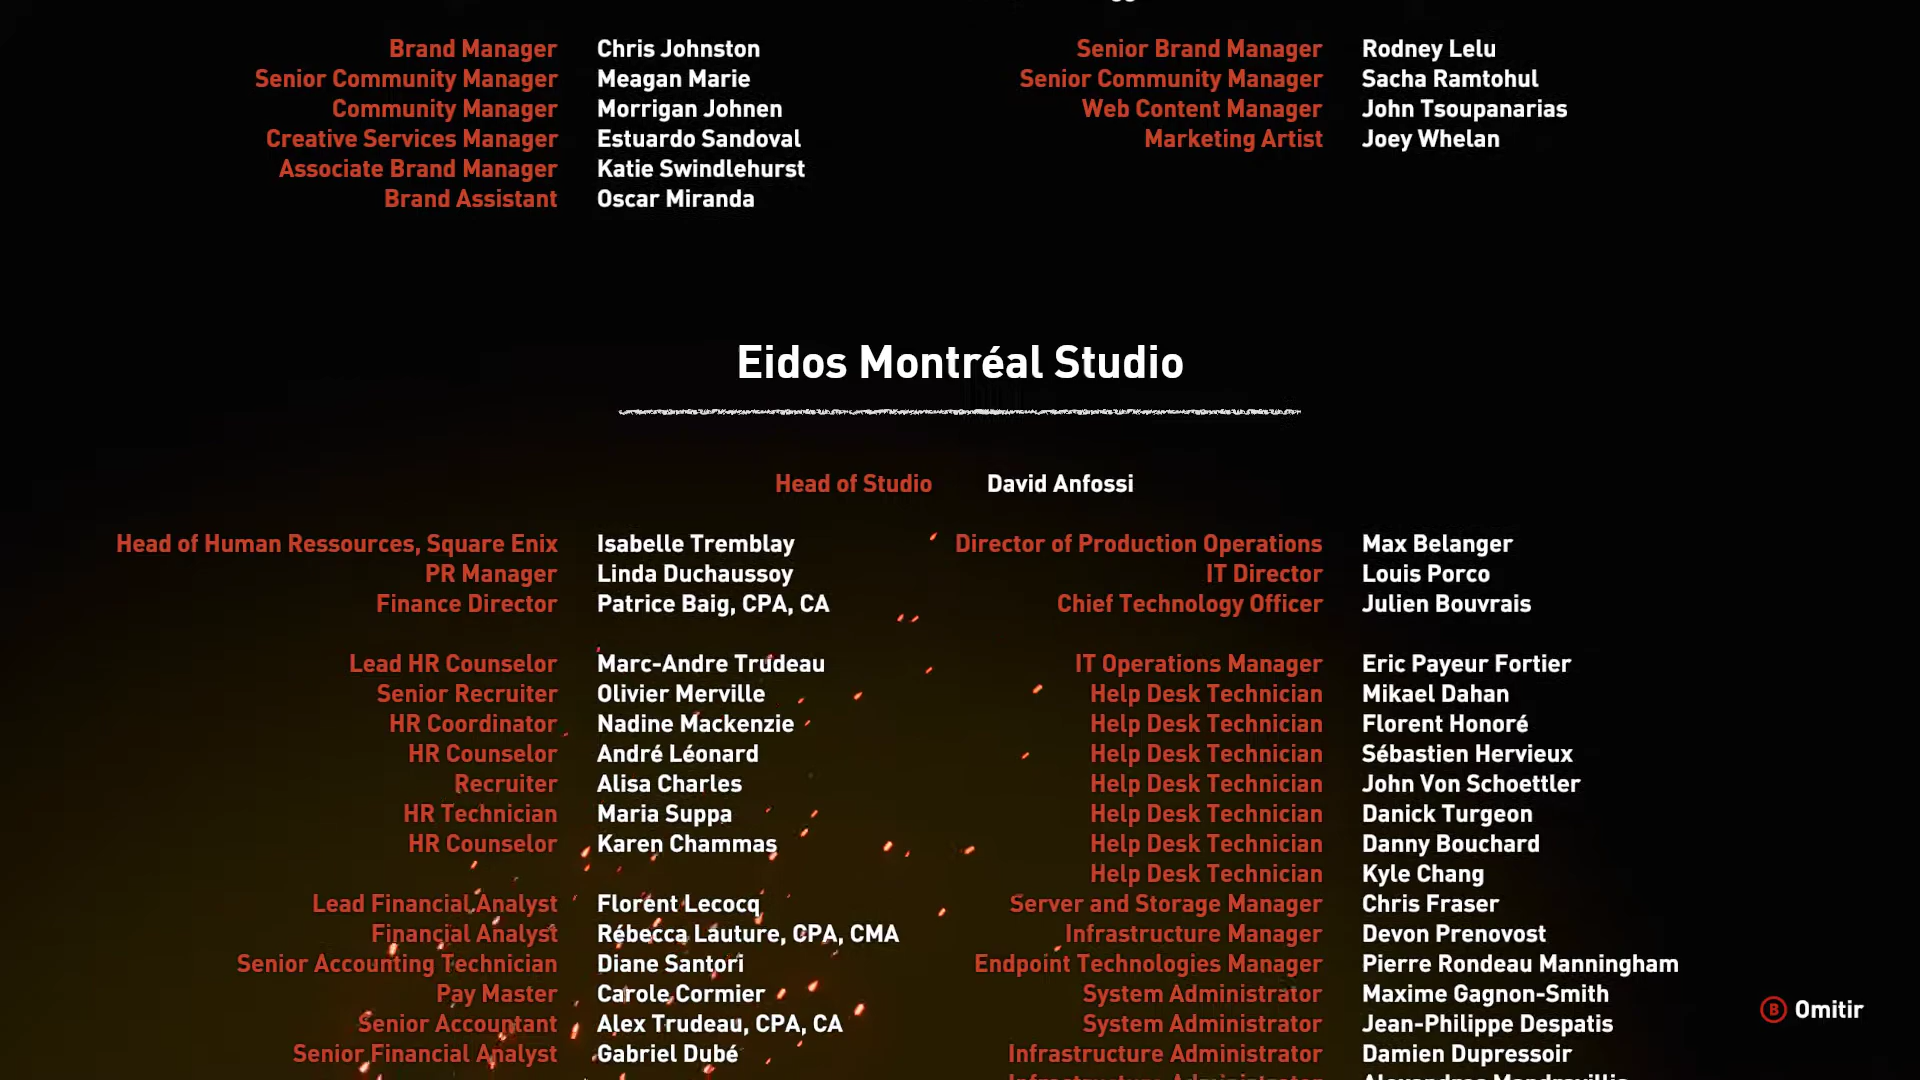 Brand Manager Chris Johnston
Senior Community Manager Meagan Marie
Community Manager Morrigan Johnen
Creative Services Manager Estuardo Sandoval
Associate Brand Manager Katie Swindlehurst
Brand Assistant Oscar Miranda
Senior Brand Manager Rodney Lelu
Senior Community Manager Sacha Ramtohul
Web Content Manager John Tsoupanarias
Marketing Artist Joey Whelan
Eidos Montréal Studio
Head of Studio David Anfossi
Head of Human Ressources, Square Enix Isabelle Tremblay
PR Manager Linda Duchaussoy
Finance Director Patrice Baig, CPA, CA
Lead HR Counselor Marc-Andre Trudeau
Senior Recruiter Olivier Merville
HR Coordinator Nadine Mackenzie
HR Counselor André Léonard
Recruiter Alisa Charles
HR Technician Maria Suppa
HR Counselor Karen Chammas
Lead Financial Analyst Florent Lecocq
Financial Analyst Rébecca Lauture, CPA, CMA
Senior Accounting Technician Diane Santori
Pay Master Carole Cormier
Senior Accountant Alex Trudeau, CPA, CA
Senior Financial Analyst Gabriel Dubé
Director of Production Operations Max Belanger
IT Director Louis Porco
Chief Technology Officer Julien Bouvrais
IT Operations Manager Eric Payeur Fortier
Help Desk Technician Mikael Dahan
Help Desk Technician Florent Honoré
Help Desk Technician Sébastien Hervieux
Help Desk Technician John Von Schoettler
Help Desk Technician Danick Turgeon
Help Desk Technician Danny Bouchard
Help Desk Technician Kyle Chang
Server and Storage Manager Chris Fraser
Infrastructure Manager Devon Prenovost
Endpoint Technologies Manager Pierre Rondeau Manningham
System Administrator Maxime Gagnon-Smith
System Administrator Jean-Philippe Despatis
Infrastructure Administrator Damien Dupressoir
Infrastructure Administrator
B Omitir